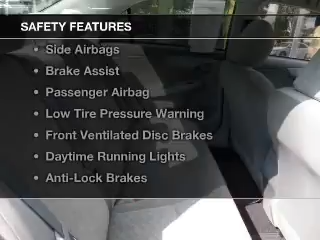 SAFETY FEATURES
• Side Airbags
• Brake Assist
• Passenger Airbag
• Low Tire Pressure Warning
• Front Ventilated Disc Brakes
• Daytime Running Lights
• Anti-Lock Brakes